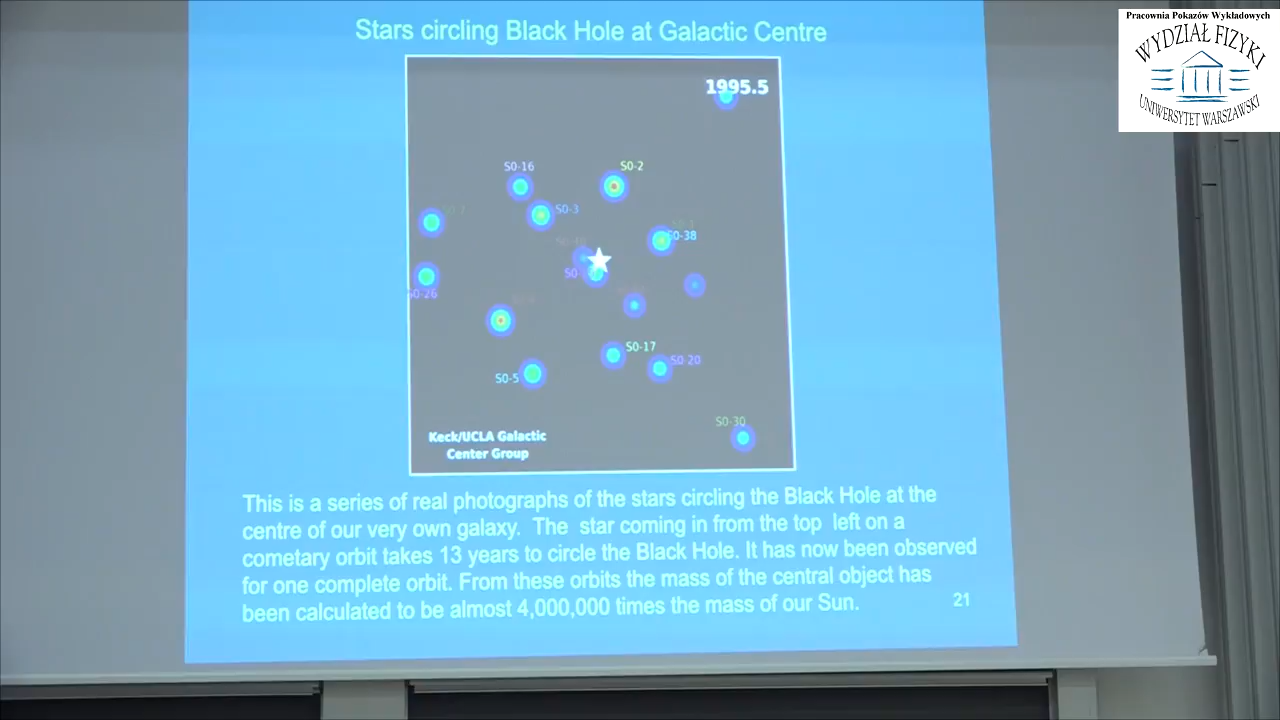 Stars circling Black Hole at Galactic Centre
Pracownia Pokazów Wykładowych
WYDZIAŁ FIZYKI
UNIWERSYTET WARSZAWSKI
1995.5
S0-16
S0-2
S0-3
S0-38
S0-26
S0-17
S0-20
S0-5
S0-30
Keck/UCLA Galactic
Center Group
This is a series of real photographs of the stars circling the Black Hole at the
centre of our very own galaxy. The star coming in from the top left on a
cometary orbit takes 13 years to circle the Black Hole. It has now been observed
for one complete orbit. From these orbits the mass of the central object has
been calculated to be almost 4,000,000 times the mass of our Sun.
21